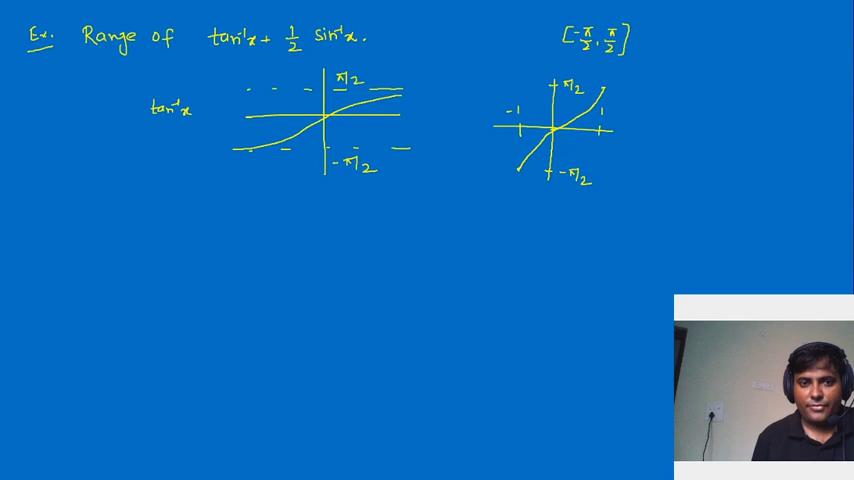 Ex. Range of tan⁻¹x + 1/2 sin⁻¹x. [-π/2, π/2]
tan⁻¹x
π/2
-π/2
π/2
-1 1
-π/2